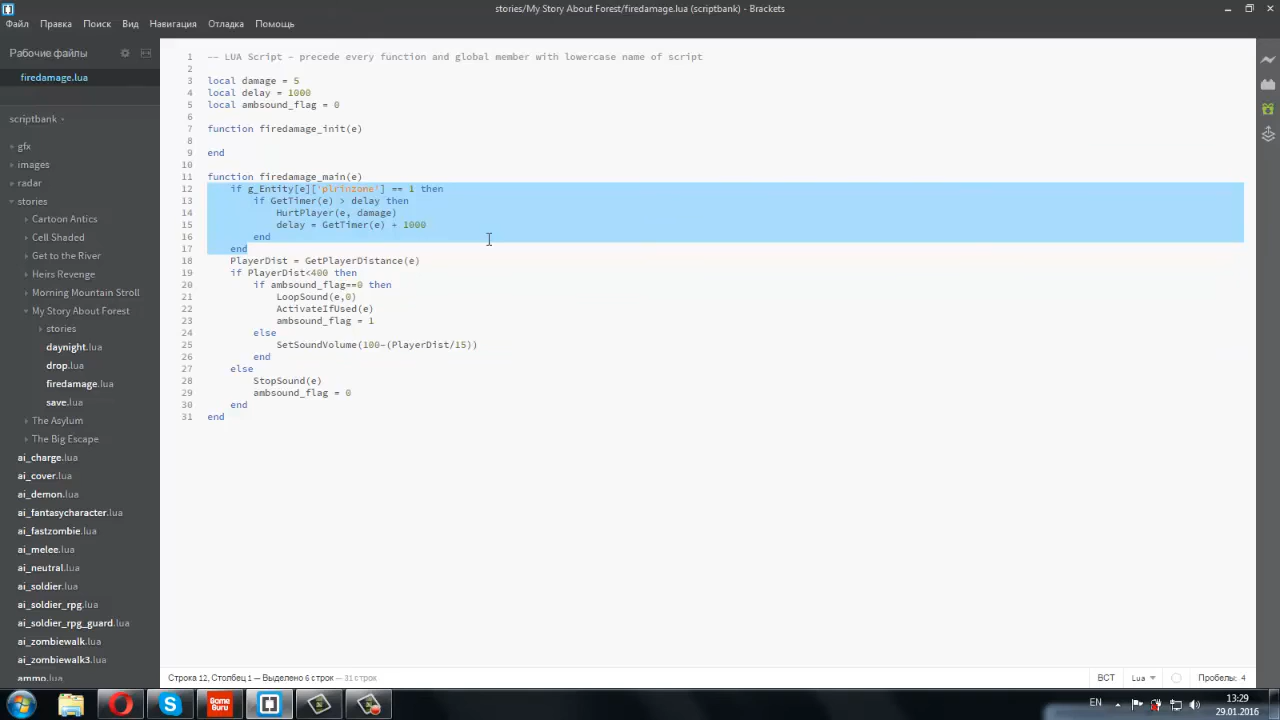 stories/My Story About Forest/firedamage.lua (scriptbank) - Brackets
Файл Правка Поиск Вид Навигация Отладка Помощь
Рабочие файлы
firedamage.lua
scriptbank
gfx
images
radar
stories
Cartoon Antics
Cell Shaded
Get to the River
Heirs Revenge
Morning Mountain Stroll
My Story About Forest
stories
daynight.lua
drop.lua
firedamage.lua
save.lua
The Asylum
The Big Escape
ai_charge.lua
ai_cover.lua
ai_demon.lua
ai_fantasycharacter.lua
ai_fastzombie.lua
ai_melee.lua
ai_neutral.lua
ai_soldier.lua
ai_soldier_rpg.lua
ai_soldier_rpg_guard.lua
ai_zombiewalk.lua
ai_zombiewalk3.lua
ammo.lua
1 -- LUA Script - precede every function and global member with lowercase name of script
2
3 local damage = 5
4 local delay = 1000
5 local ambsound_flag = 0
6
7 function firedamage_init(e)
8
9 end
10
11 function firedamage_main(e)
12 if g_Entity[e]['plrinzone'] == 1 then
13 if GetTimer(e) > delay then
14 HurtPlayer(e, damage)
15 delay = GetTimer(e) + 1000
16 end
17 end
18 PlayerDist = GetPlayerDistance(e)
19 if PlayerDist<400 then
20 if ambsound_flag==0 then
21 LoopSound(e,0)
22 ActivateIfUsed(e)
23 ambsound_flag = 1
24 else
25 SetSoundVolume(100-(PlayerDist/15))
26 end
27 else
28 StopSound(e)
29 ambsound_flag = 0
30 end
31 end
Строка 12, Столбец 1 — Выделено 6 строк — 31 строк
ВСТ Lua Пробелы: 4
Game
Guru
EN
13:29
29.01.2016